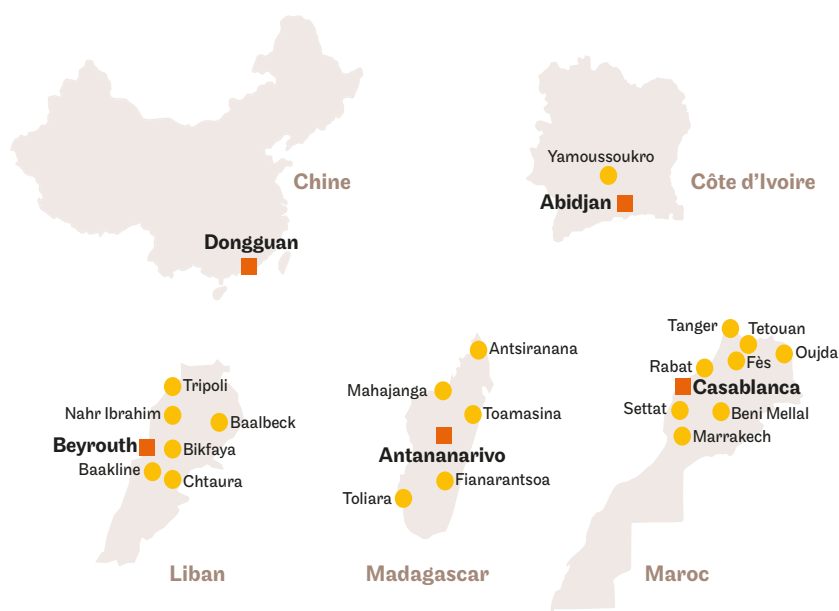 Chine
Dongguan
Yamoussoukro
Côte d’Ivoire
Abidjan
Tripoli
Nahr Ibrahim
Baalbeck
Beyrouth
Bikfaya
Baakline
Chtaura
Liban
Antsiranana
Mahajanga
Toamasina
Antananarivo
Fianarantsoa
Toliara
Madagascar
Tanger
Tetouan
Oujda
Rabat
Fès
Casablanca
Settat
Beni Mellal
Marrakech
Maroc